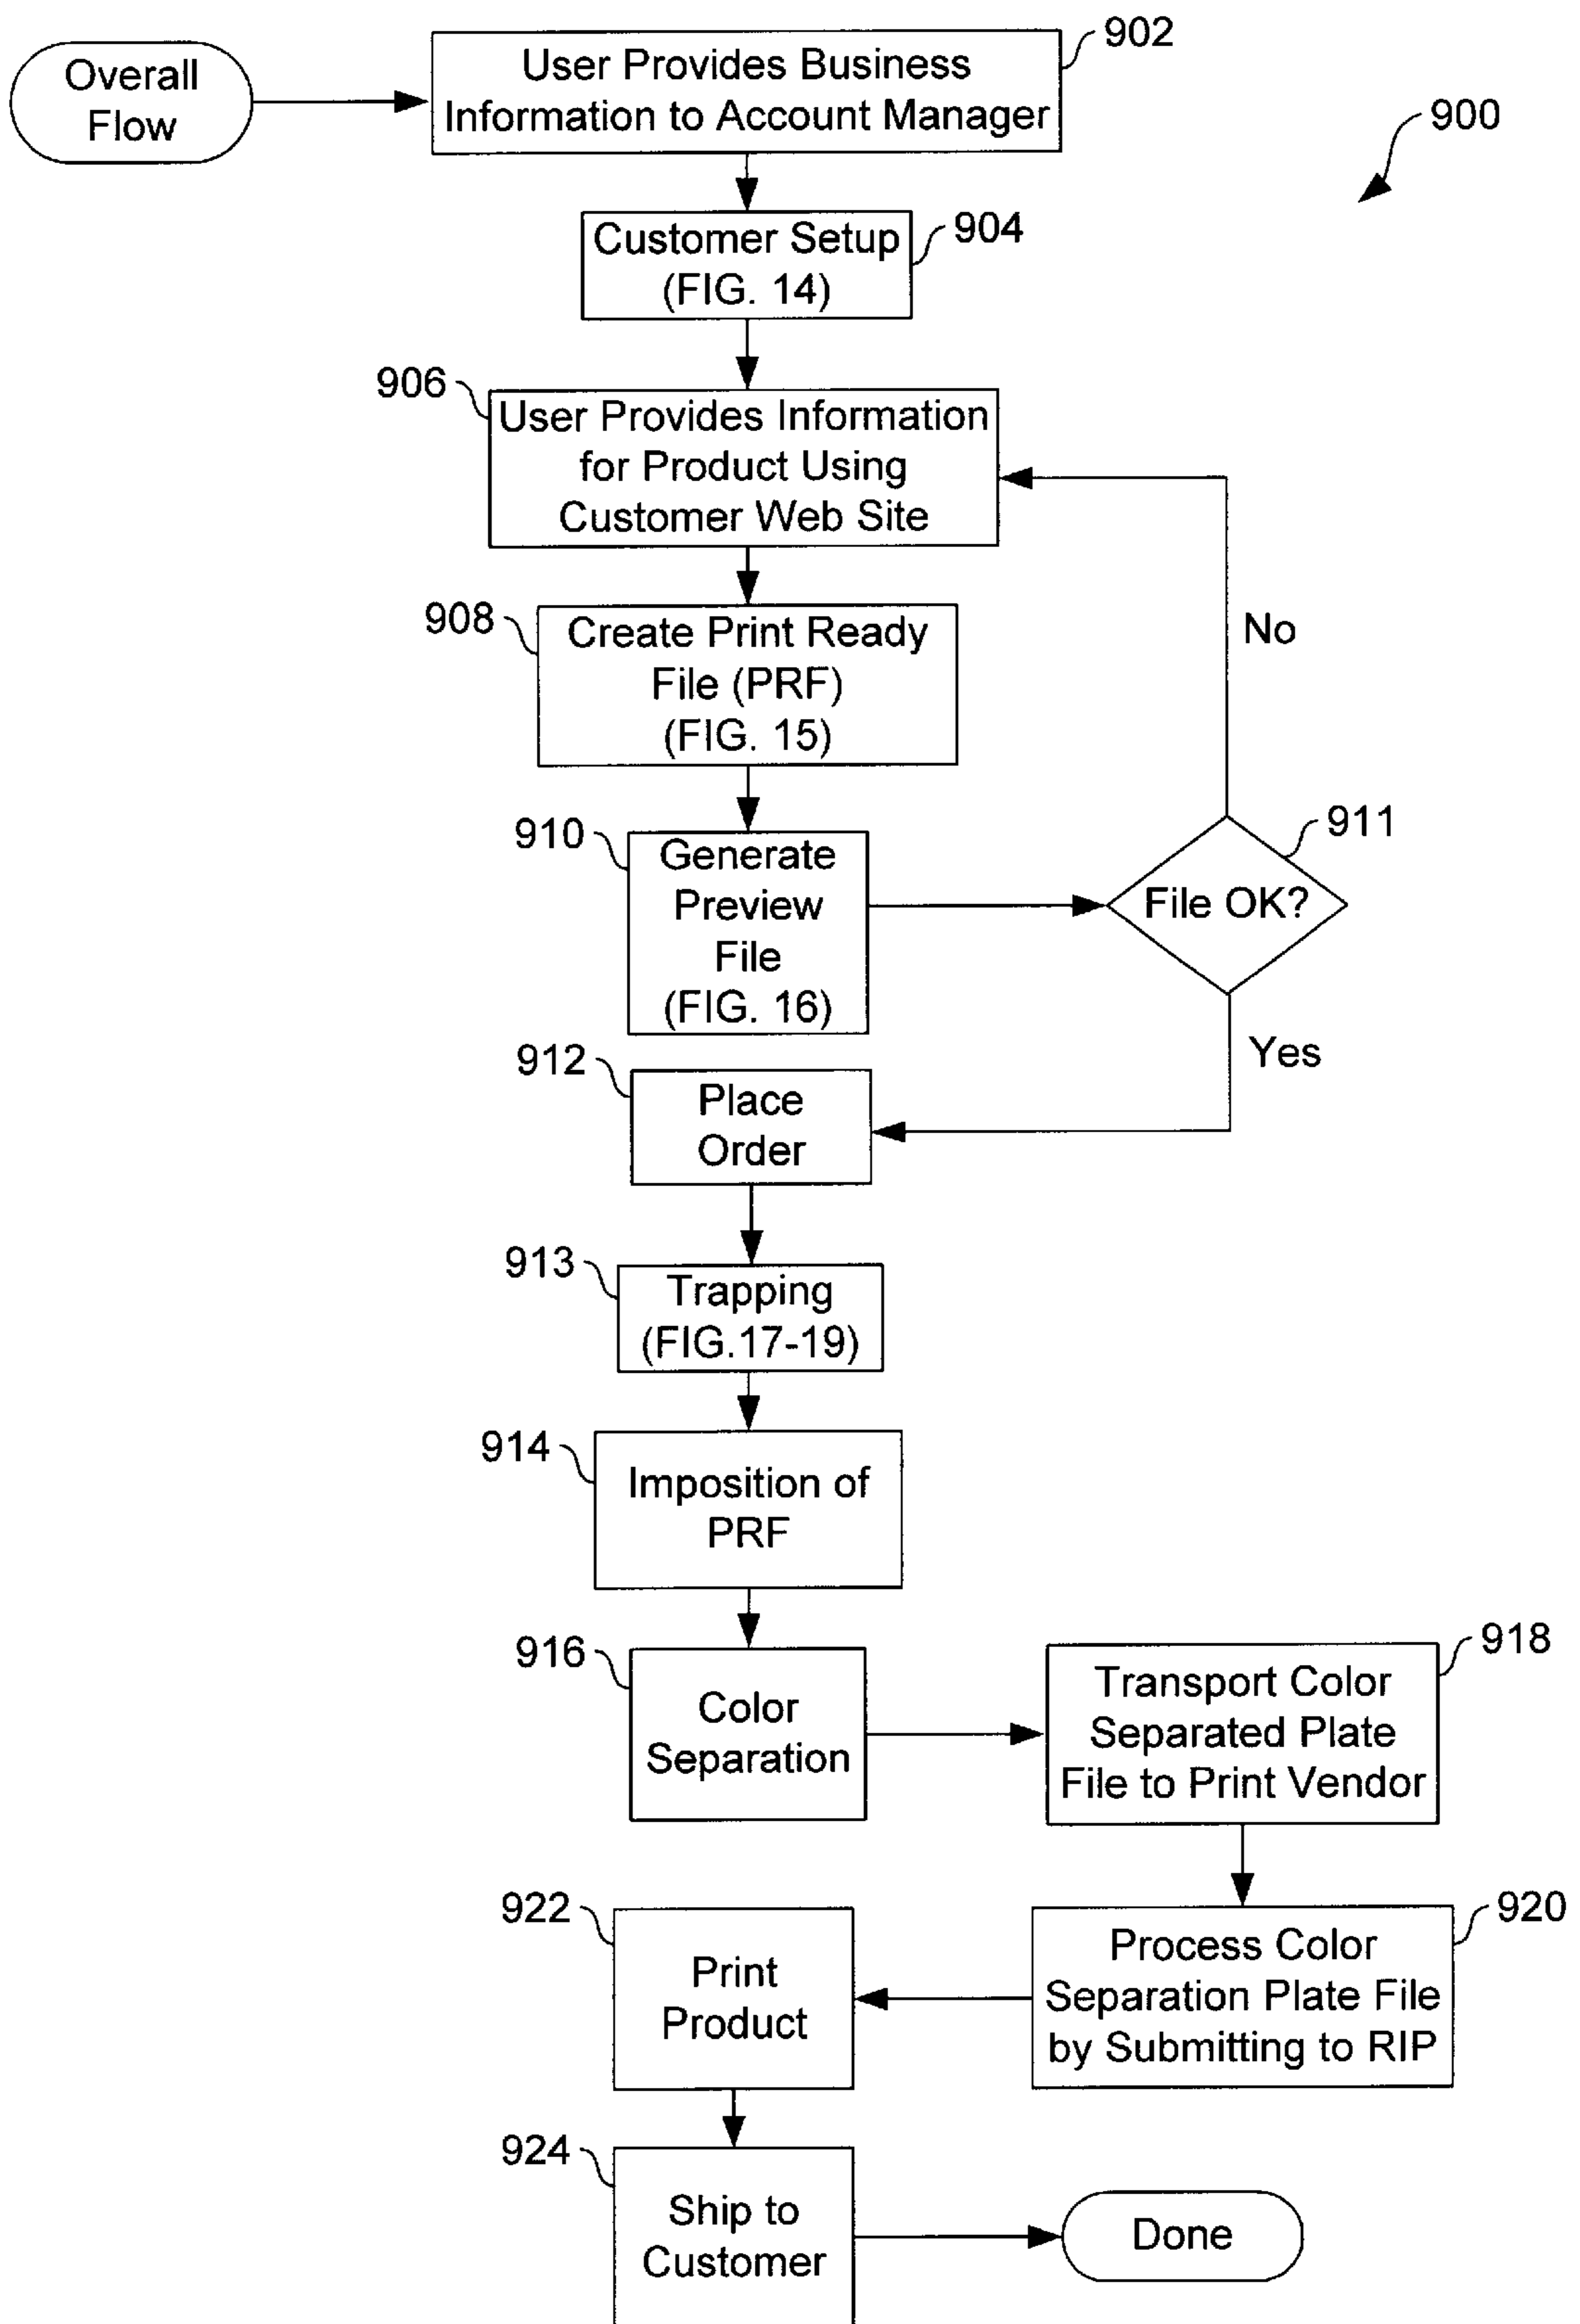 Overall
Flow
User Provides Business
Information to Account Manager
902
900
Customer Setup
(FIG. 14)
904
906
User Provides Information
for Product Using
Customer Web Site
908
Create Print Ready
File (PRF)
(FIG. 15)
No
910
Generate
Preview
File
(FIG. 16)
911
File OK?
Yes
912
Place
Order
913
Trapping
(FIG.17-19)
914
Imposition of
PRF
916
Color
Separation
918
Transport Color
Separated Plate
File to Print Vendor
920
Process Color
Separation Plate File
by Submitting to RIP
922
Print
Product
924
Ship to
Customer
Done